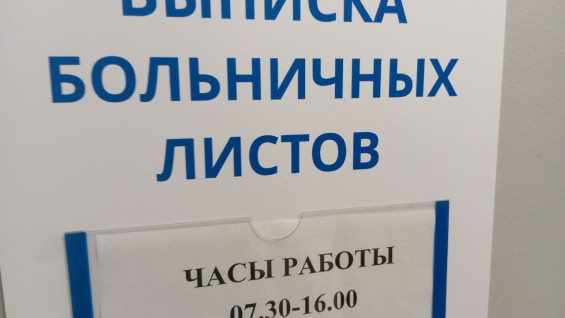 ВЫПИСКА
БОЛЬНИЧНЫХ
ЛИСТОВ
ЧАСЫ РАБОТЫ
07.30-16.00